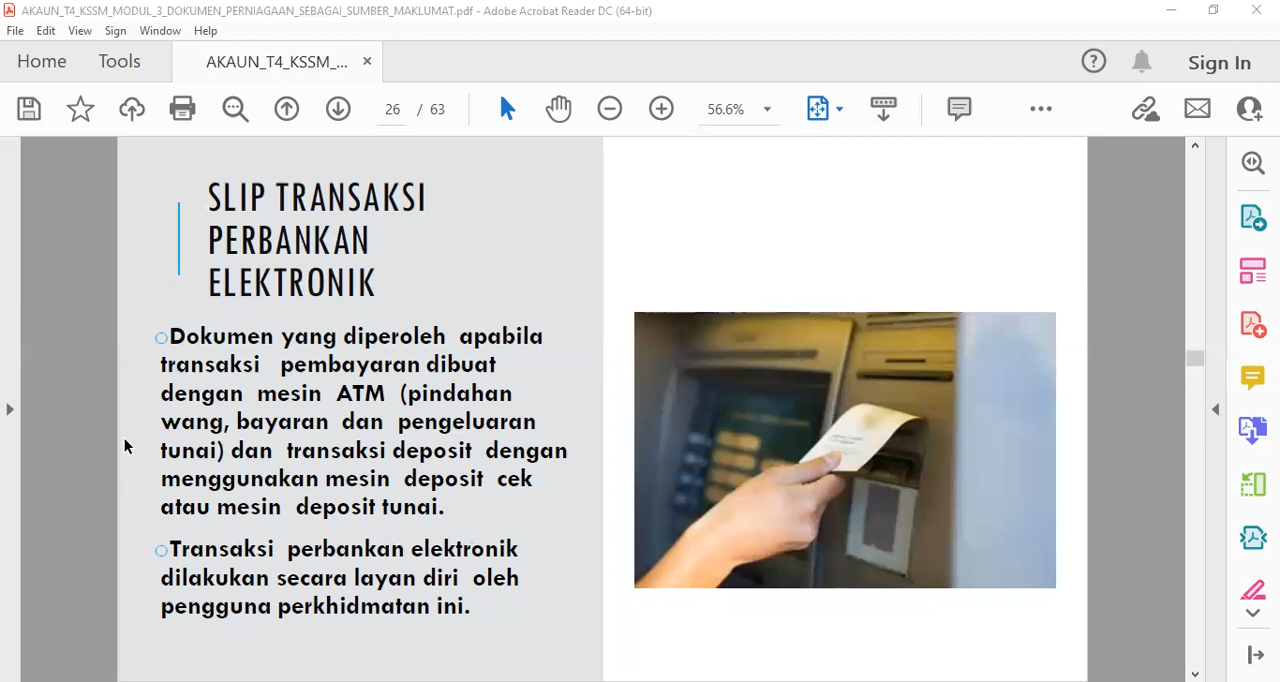 AKAUN_T4_KSSM_MODUL_3_DOKUMEN_PERNIAGAAN_SEBAGAI_SUMBER_MAKLUMAT.pdf - Adobe Acrobat Reader DC (64-bit)
File Edit View Sign Window Help
Home Tools AKAUN_T4_KSSM_... × Sign In
26 / 63 56.6%
SLIP TRANSAKSI
PERBANKAN
ELEKTRONIK
Dokumen yang diperoleh apabila
transaksi pembayaran dibuat
dengan mesin ATM (pindahan
wang, bayaran dan pengeluaran
tunai) dan transaksi deposit dengan
menggunakan mesin deposit cek
atau mesin deposit tunai.
Transaksi perbankan elektronik
dilakukan secara layan diri oleh
pengguna perkhidmatan ini.